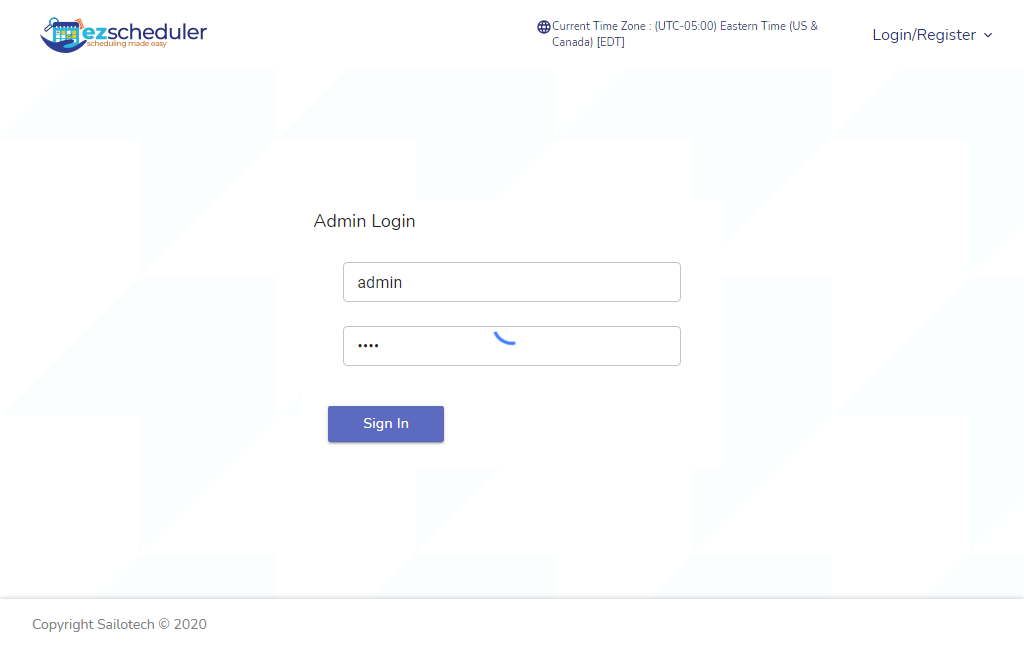 ezscheduler
scheduling made easy
Current Time Zone : (UTC-05:00) Eastern Time (US &
Canada) [EDT]
Login/Register
Admin Login
admin
••••
Sign In
Copyright Sailotech © 2020